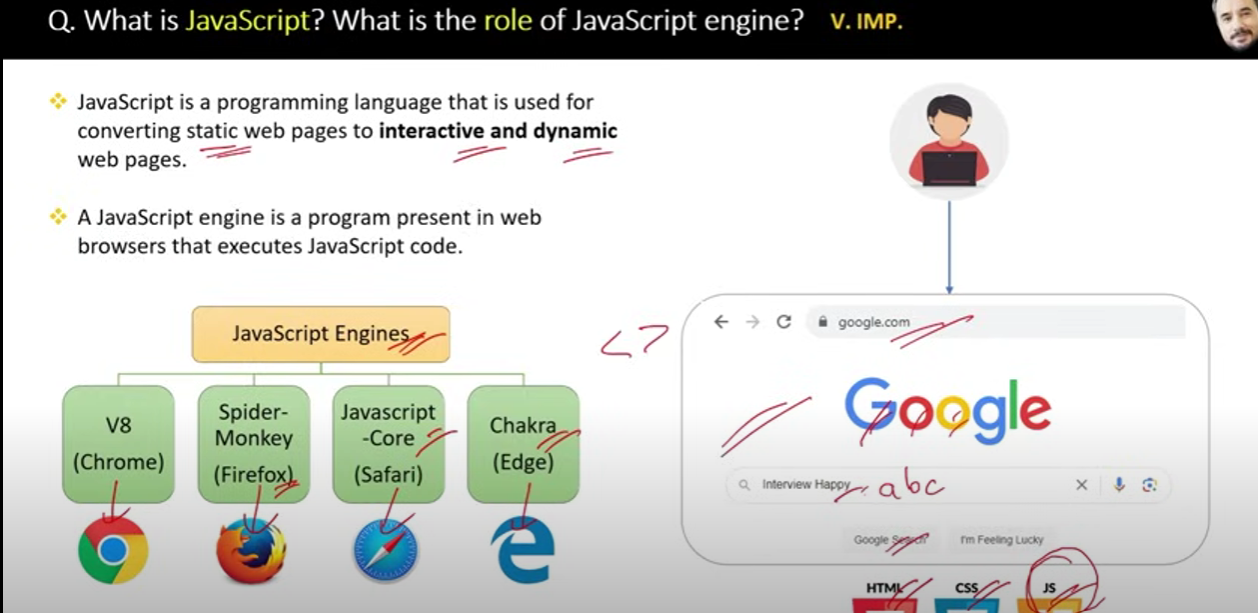 Q. What is JavaScript? What is the role of JavaScript engine? V. IMP.
JavaScript is a programming language that is used for
converting static web pages to interactive and dynamic
web pages.
A JavaScript engine is a program present in web
browsers that executes JavaScript code.
JavaScript Engines
V8
(Chrome)
Spider-
Monkey
(Firefox)
Javascript
-Core
(Safari)
Chakra
(Edge)
< >
google.com
Google
Interview Happy abc
Google Search
I'm Feeling Lucky
HTML
CSS
JS